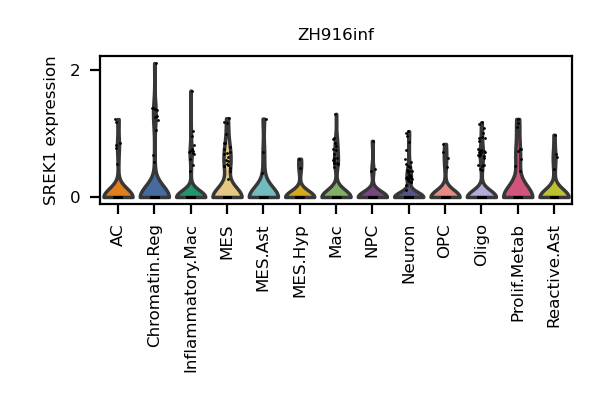 ZH916inf
SREK1 expression
2
0
AC
Chromatin.Reg
Inflammatory.Mac
MES
MES.Ast
MES.Hyp
Mac
NPC
Neuron
OPC
Oligo
Prolif.Metab
Reactive.Ast